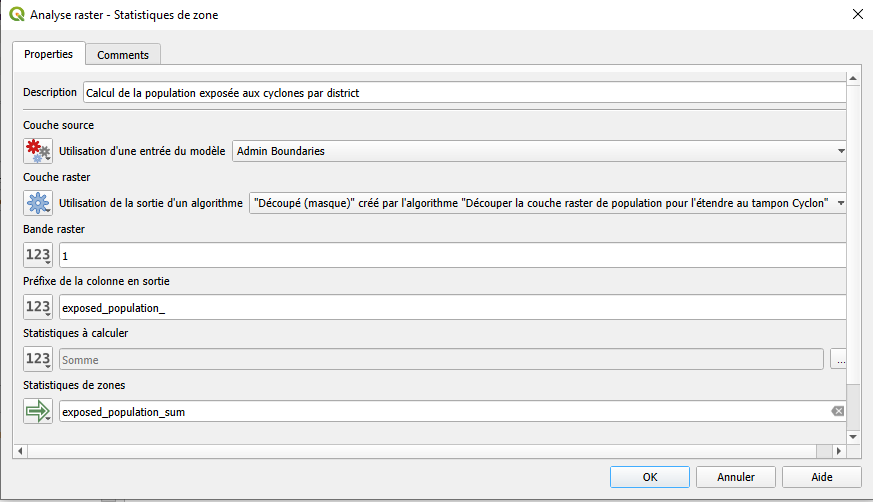 Analyse raster - Statistiques de zone
Properties
Comments
Description
Calcul de la population exposée aux cyclones par district
Couche source
Utilisation d'une entrée du modèle
Admin Boundaries
Couche raster
Utilisation de la sortie d'un algorithme
"Découpé (masque)" créé par l'algorithme "Découper la couche raster de population pour l'étendre au tampon Cyclon"
Bande raster
123
1
Préfixe de la colonne en sortie
123
exposed_population_
Statistiques à calculer
123
Somme
...
Statistiques de zones
exposed_population_sum
OK
Annuler
Aide